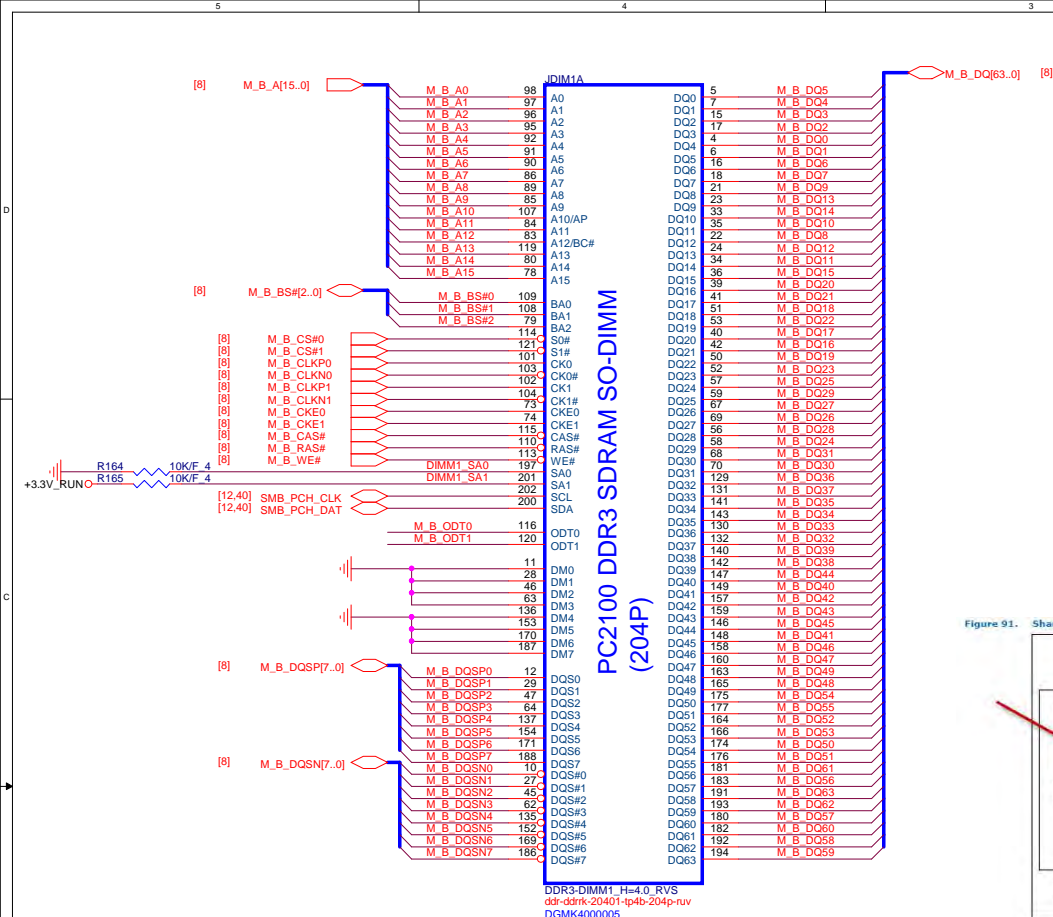 5 4 3
D
C
[8] M_B_A[15..0]
JDIM1A
M_B_DQ[63..0] [8]
M_B_A0 98 A0
M_B_A1 97 A1
M_B_A2 96 A2
M_B_A3 95 A3
M_B_A4 92 A4
M_B_A5 91 A5
M_B_A6 90 A6
M_B_A7 86 A7
M_B_A8 89 A8
M_B_A9 85 A9
M_B_A10 107 A10/AP
M_B_A11 84 A11
M_B_A12 83 A12/BC#
M_B_A13 119 A13
M_B_A14 80 A14
M_B_A15 78 A15
[8] M_B_BS#[2..0]
M_B_BS#0 109 BA0
M_B_BS#1 108 BA1
M_B_BS#2 79 BA2
[8] M_B_CS#0 114 S0#
[8] M_B_CS#1 121 S1#
[8] M_B_CLKP0 101 CK0
[8] M_B_CLKN0 103 CK0#
[8] M_B_CLKP1 102 CK1
[8] M_B_CLKN1 104 CK1#
[8] M_B_CKE0 73 CKE0
[8] M_B_CKE1 74 CKE1
[8] M_B_CAS# 115 CAS#
[8] M_B_RAS# 110 RAS#
[8] M_B_WE# 113 WE#
R164 10K/F_4 DIMM1_SA0 197 SA0
+3.3V_RUN R165 10K/F_4 DIMM1_SA1 201 SA1
[12,40] SMB_PCH_CLK 202 SCL
[12,40] SMB_PCH_DAT 200 SDA
M_B_ODT0 116 ODT0
M_B_ODT1 120 ODT1
11 DM0
28 DM1
46 DM2
63 DM3
136 DM4
153 DM5
170 DM6
187 DM7
[8] M_B_DQSP[7..0]
M_B_DQSP0 12 DQS0
M_B_DQSP1 29 DQS1
M_B_DQSP2 47 DQS2
M_B_DQSP3 64 DQS3
M_B_DQSP4 137 DQS4
M_B_DQSP5 154 DQS5
M_B_DQSP6 171 DQS6
M_B_DQSP7 188 DQS7
[8] M_B_DQSN[7..0]
M_B_DQSN0 10 DQS#0
M_B_DQSN1 27 DQS#1
M_B_DQSN2 45 DQS#2
M_B_DQSN3 62 DQS#3
M_B_DQSN4 135 DQS#4
M_B_DQSN5 152 DQS#5
M_B_DQSN6 169 DQS#6
M_B_DQSN7 186 DQS#7
PC2100 DDR3 SDRAM SO-DIMM
(204P)
DQ0 5 M_B_DQ5
DQ1 7 M_B_DQ4
DQ2 15 M_B_DQ3
DQ3 17 M_B_DQ2
DQ4 4 M_B_DQ0
DQ5 6 M_B_DQ1
DQ6 16 M_B_DQ6
DQ7 18 M_B_DQ7
DQ8 21 M_B_DQ9
DQ9 23 M_B_DQ13
DQ10 33 M_B_DQ14
DQ11 35 M_B_DQ10
DQ12 22 M_B_DQ8
DQ13 24 M_B_DQ12
DQ14 34 M_B_DQ11
DQ15 36 M_B_DQ15
DQ16 39 M_B_DQ20
DQ17 41 M_B_DQ21
DQ18 51 M_B_DQ18
DQ19 53 M_B_DQ22
DQ20 40 M_B_DQ17
DQ21 42 M_B_DQ16
DQ22 50 M_B_DQ19
DQ23 52 M_B_DQ23
DQ24 57 M_B_DQ25
DQ25 59 M_B_DQ29
DQ26 67 M_B_DQ27
DQ27 69 M_B_DQ26
DQ28 56 M_B_DQ28
DQ29 58 M_B_DQ24
DQ30 68 M_B_DQ31
DQ31 70 M_B_DQ30
DQ32 129 M_B_DQ36
DQ33 131 M_B_DQ37
DQ34 141 M_B_DQ35
DQ35 143 M_B_DQ34
DQ36 130 M_B_DQ33
DQ37 132 M_B_DQ32
DQ38 140 M_B_DQ39
DQ39 142 M_B_DQ38
DQ40 147 M_B_DQ44
DQ41 149 M_B_DQ40
DQ42 157 M_B_DQ42
DQ43 159 M_B_DQ43
DQ44 146 M_B_DQ45
DQ45 148 M_B_DQ41
DQ46 158 M_B_DQ46
DQ47 160 M_B_DQ47
DQ48 163 M_B_DQ49
DQ49 165 M_B_DQ48
DQ50 175 M_B_DQ54
DQ51 177 M_B_DQ55
DQ52 164 M_B_DQ52
DQ53 166 M_B_DQ53
DQ54 174 M_B_DQ50
DQ55 176 M_B_DQ51
DQ56 181 M_B_DQ61
DQ57 183 M_B_DQ56
DQ58 191 M_B_DQ63
DQ59 193 M_B_DQ62
DQ60 180 M_B_DQ57
DQ61 182 M_B_DQ60
DQ62 192 M_B_DQ58
DQ63 194 M_B_DQ59
DDR3-DIMM1_H=4.0_RVS
ddr-ddrrk-20401-tp4b-204p-ruv
DGMK4000005
Figure 91.